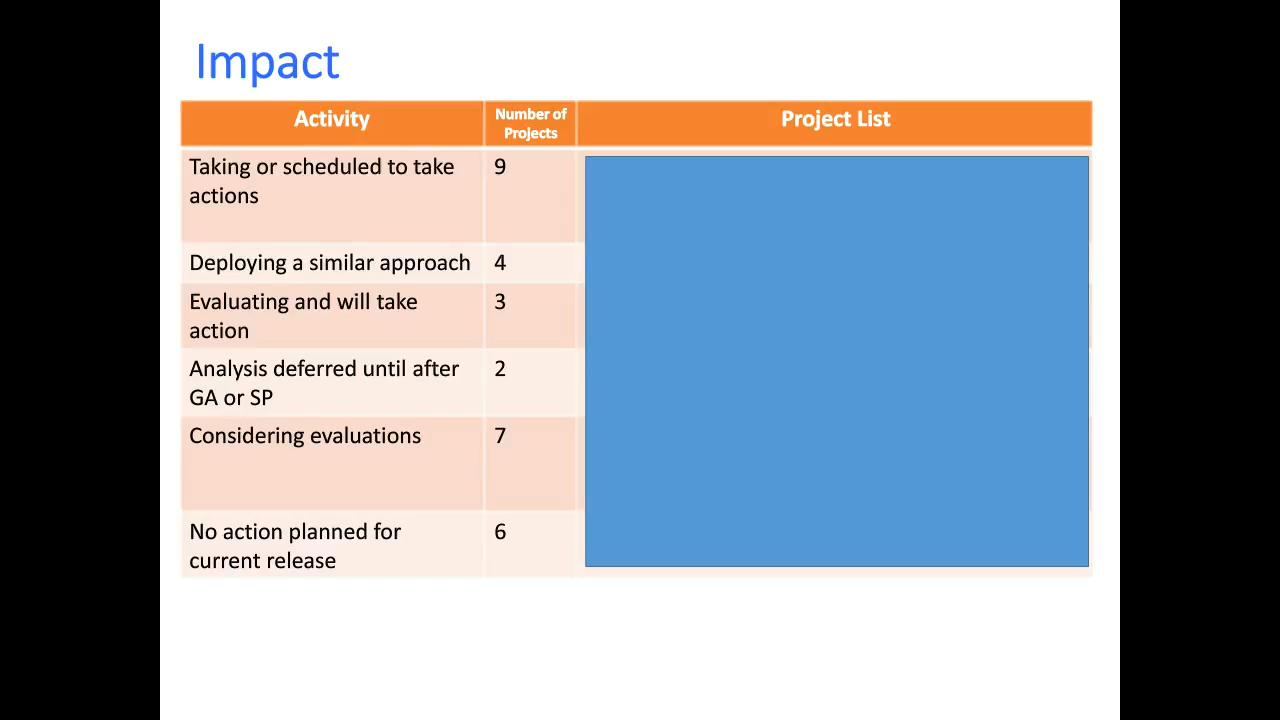 Impact
Activity
Number of
Projects
Project List
Taking or scheduled to take
actions
9
Deploying a similar approach
4
Evaluating and will take
action
3
Analysis deferred until after
GA or SP
2
Considering evaluations
7
No action planned for
current release
6